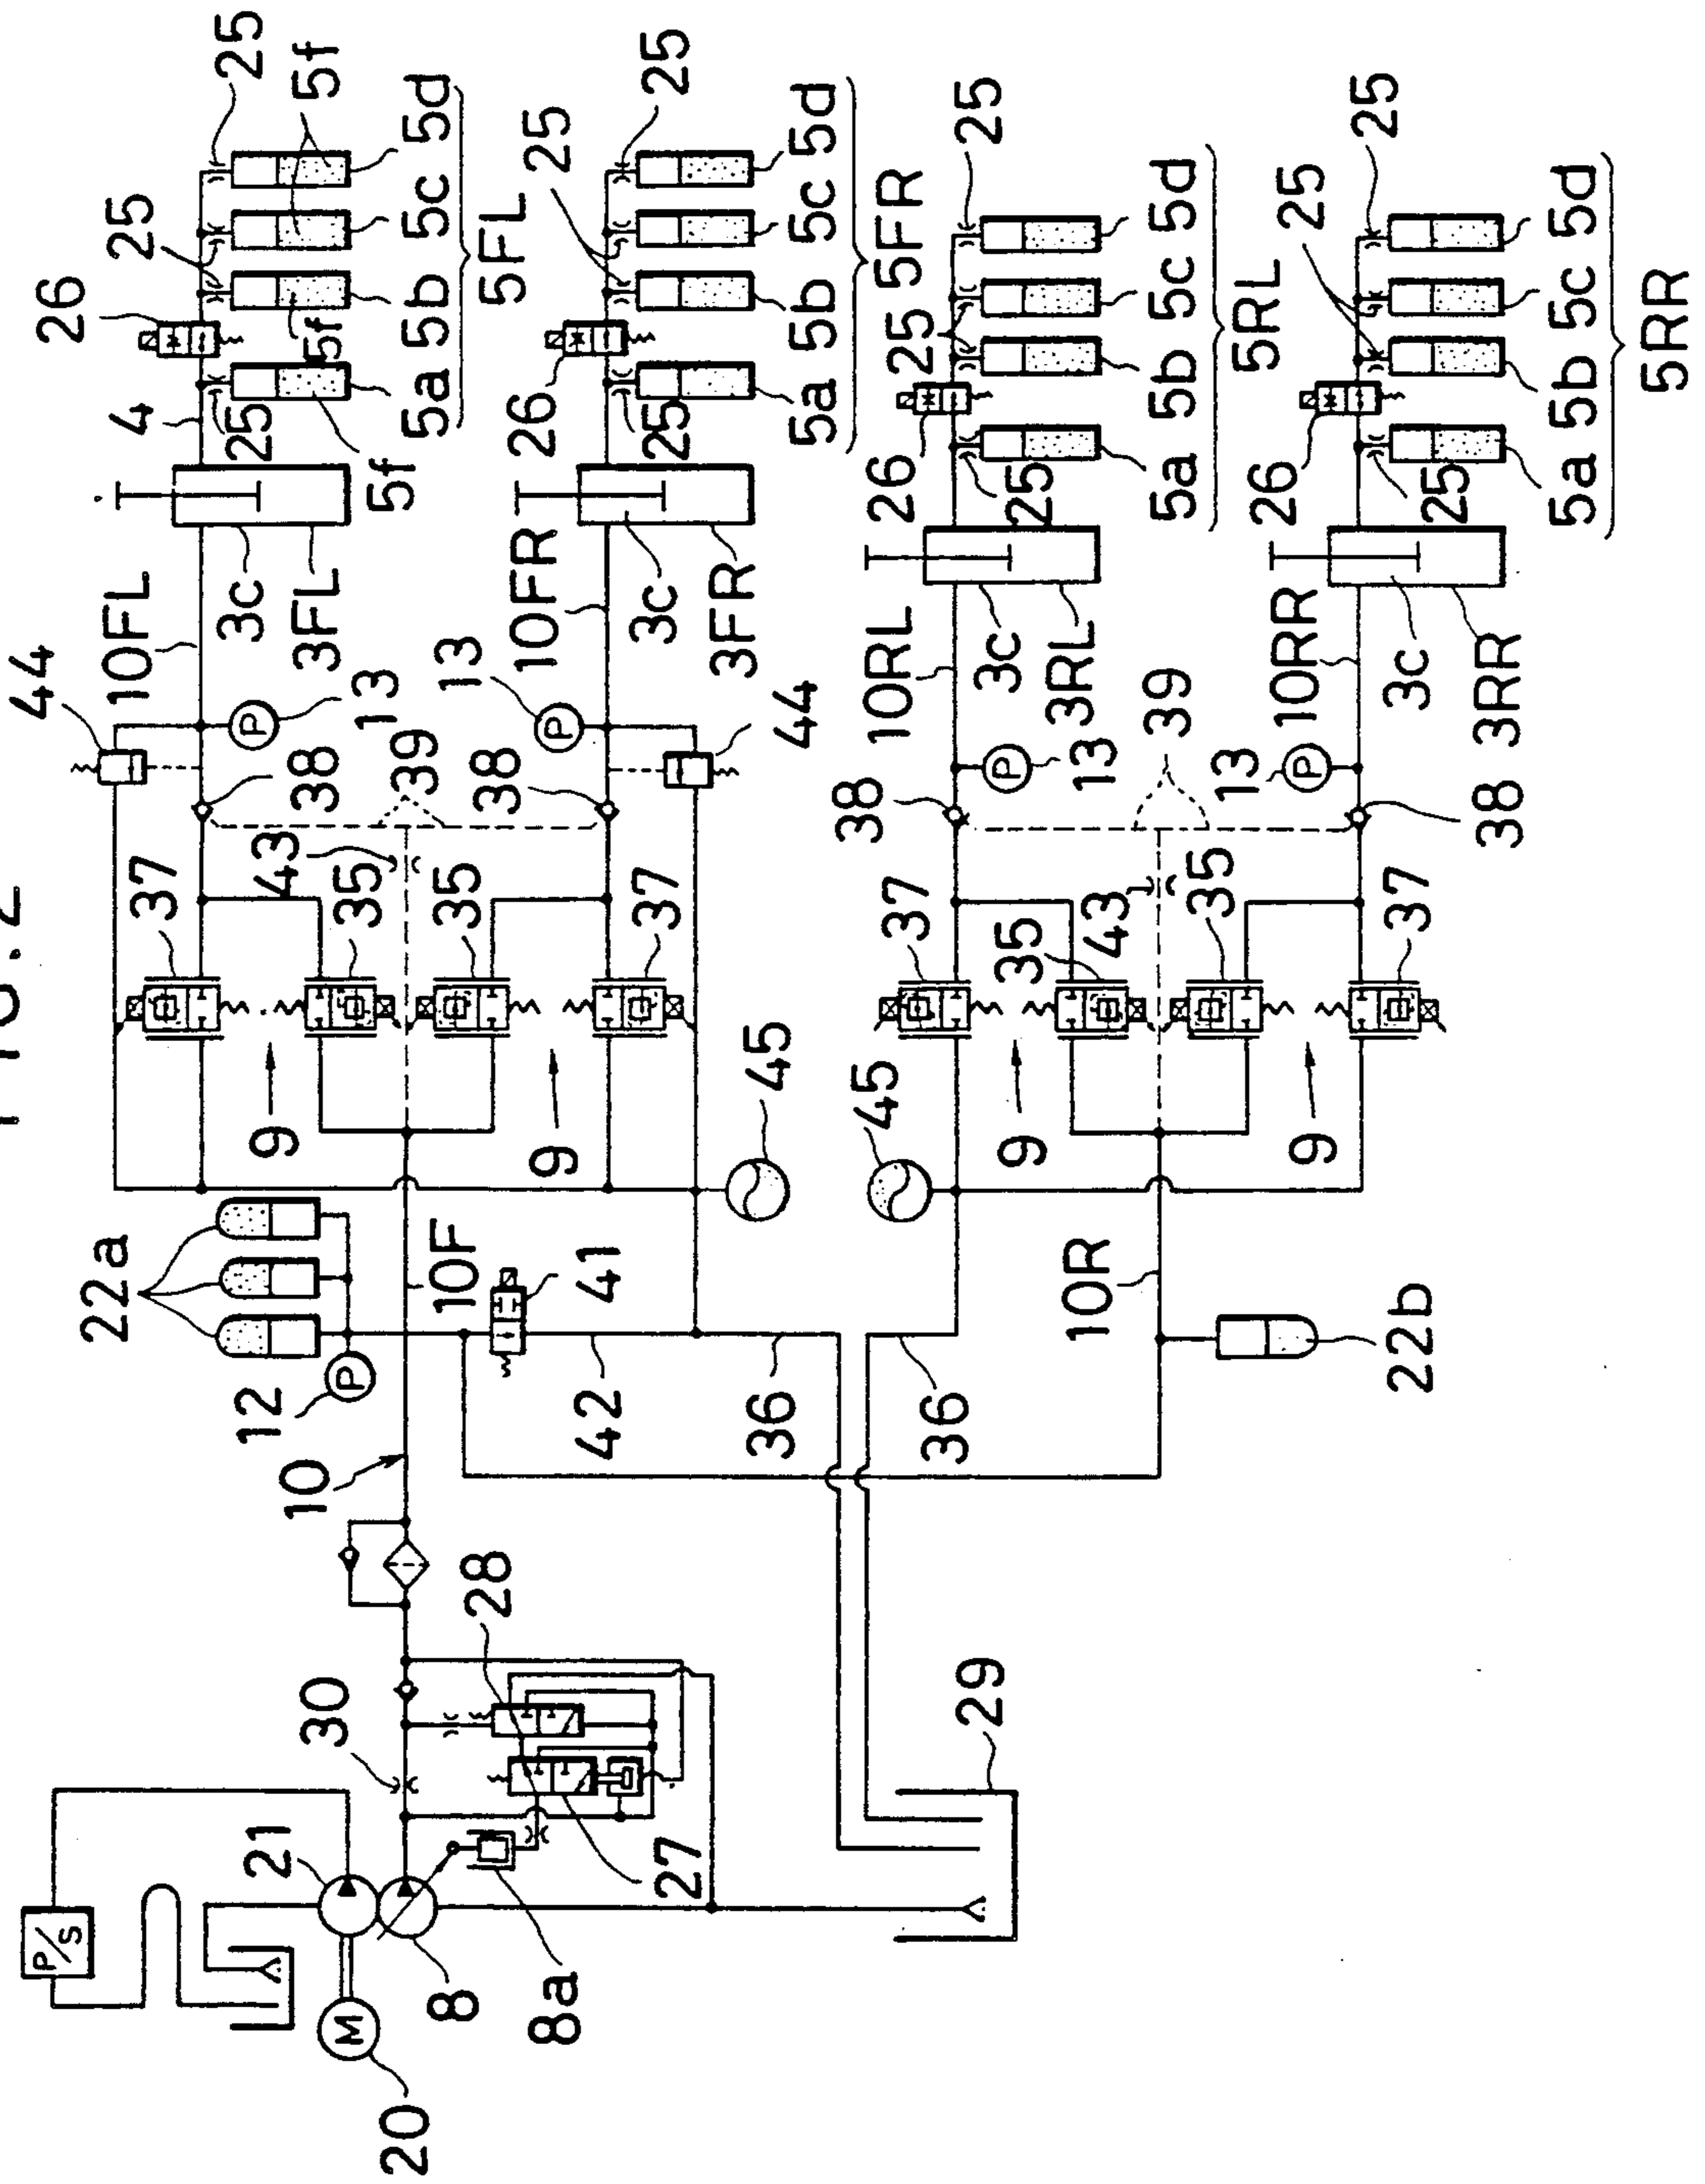 FIG.2
44
10FL
26
25
25
4
25
5f
5f
5f
5a
5b
5c
5d
5FL
3c
3FL
37
38
13
39
43
35
9
22a
12
10
10F
P
P
P/S
21
M
20
8
8a
30
27
28
29
41
42
36
36
35
38
13
P
10FR
26
25
25
25
3c
3FR
5a
5b
5c
5d
5FR
9
37
44
45
45
10R
22b
37
38
10RL
26
25
25
25
P
13
3c
3RL
5a
5b
5c
5d
5RL
9
35
43
39
35
13
P
10RR
26
25
25
25
9
37
38
3c
3RR
5a
5b
5c
5d
5RR